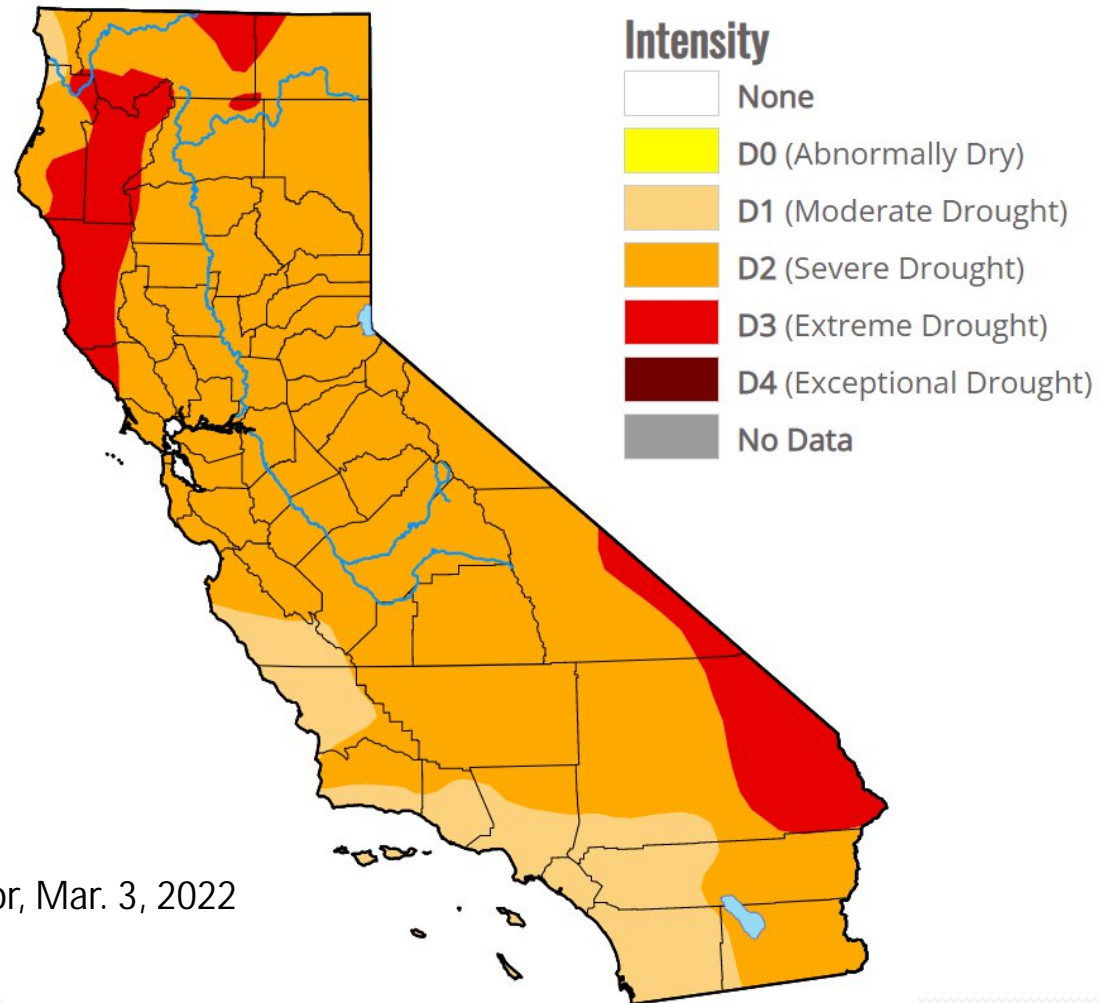 Intensity
None
D0 (Abnormally Dry)
D1 (Moderate Drought)
D2 (Severe Drought)
D3 (Extreme Drought)
D4 (Exceptional Drought)
No Data
Mar. 3, 2022